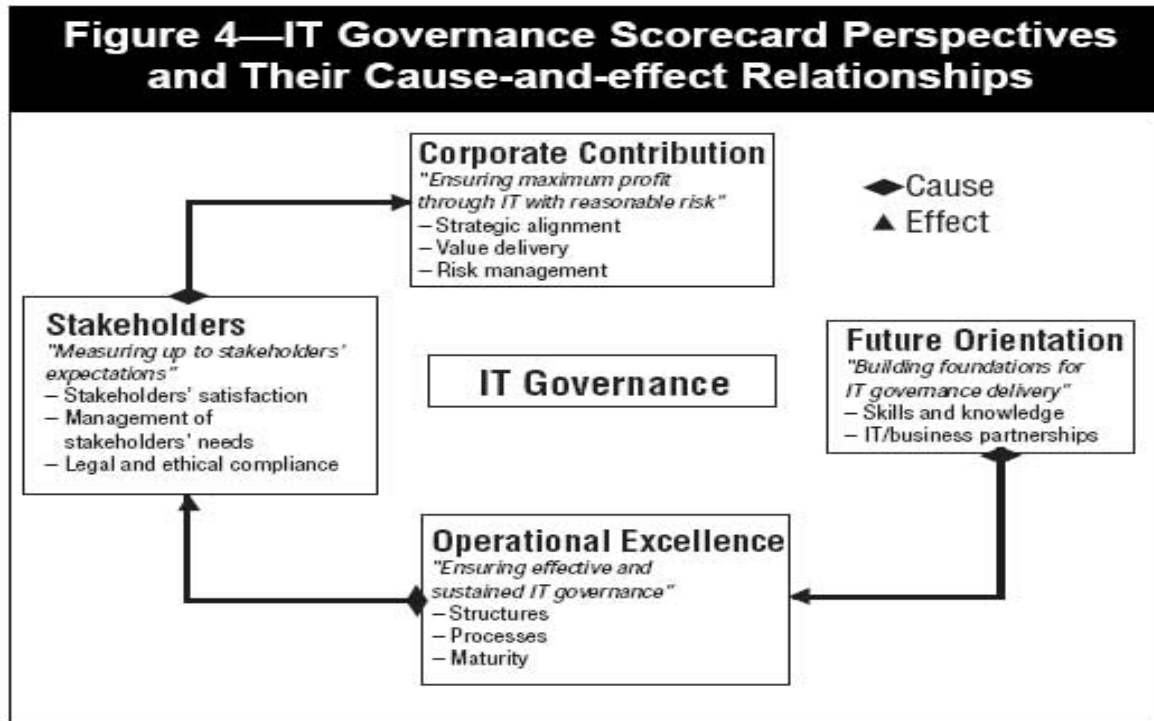 Figure 4—IT Governance Scorecard Perspectives
and Their Cause-and-effect Relationships
Corporate Contribution
"Ensuring maximum profit
through IT with reasonable risk"
– Strategic alignment
– Value delivery
– Risk management
Cause
Effect
Stakeholders
"Measuring up to stakeholders'
expectations"
– Stakeholders' satisfaction
– Management of
stakeholders' needs
– Legal and ethical compliance
IT Governance
Future Orientation
"Building foundations for
IT governance delivery"
– Skills and knowledge
– IT/business partnerships
Operational Excellence
"Ensuring effective and
sustained IT governance"
– Structures
– Processes
– Maturity